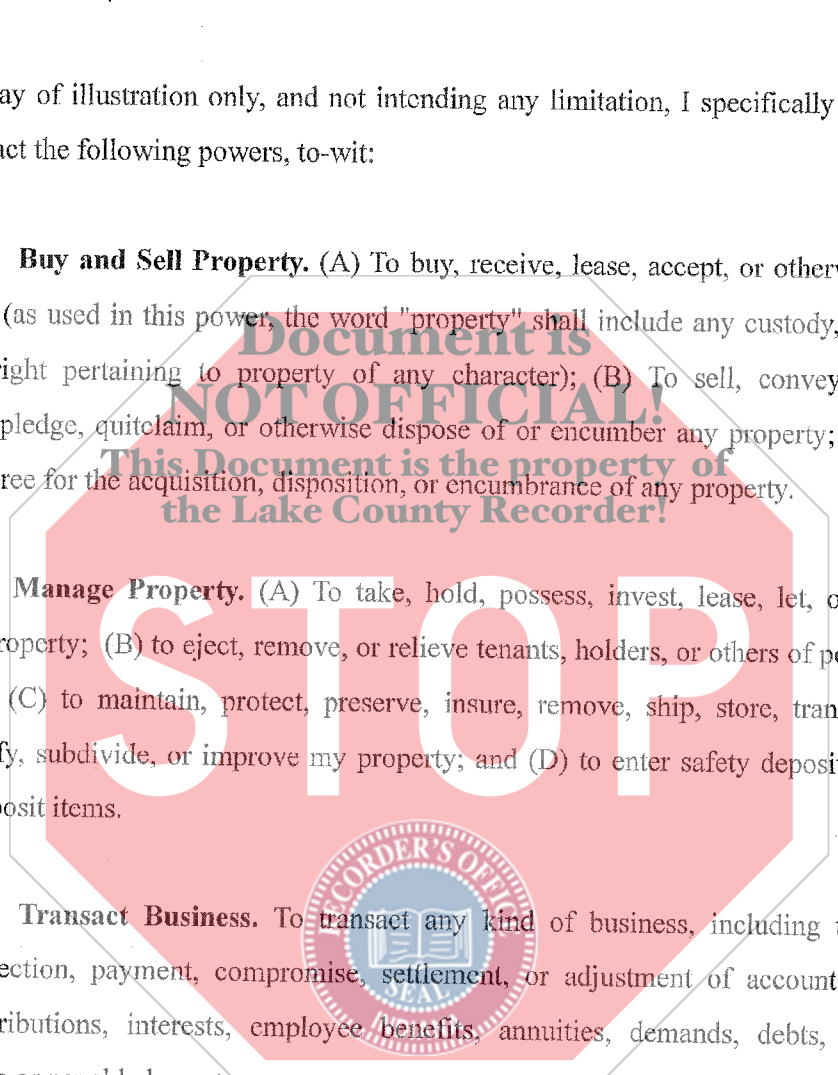 ay of illustration only, and not intending any limitation, I specifically
act the following powers, to-wit:
Buy and Sell Property. (A) To buy, receive, lease, accept, or otherw
(as used in this power, the word "property" shall include any custody,
ight pertaining to property of any character); (B) To sell, convey
pledge, quitclaim, or otherwise dispose of or encumber any property;
ree for the acquisition, disposition, or encumbrance of any property.
Document is
NOT OFFICIAL!
This Document is the property of
the Lake County Recorder!
STOP
Manage Property. (A) To take, hold, possess, invest, lease, let, o
roperty; (B) to eject, remove, or relieve tenants, holders, or others of po
(C) to maintain, protect, preserve, insure, remove, ship, store, tran
fy, subdivide, or improve my property; and (D) to enter safety deposi
posit items.
RECORDER'S OFFICE
SEAL
INDIANA
Transact Business. To transact any kind of business, including
ection, payment, compromise, settlement, or adjustment of account
ributions, interests, employee benefits, annuities, demands, debts,